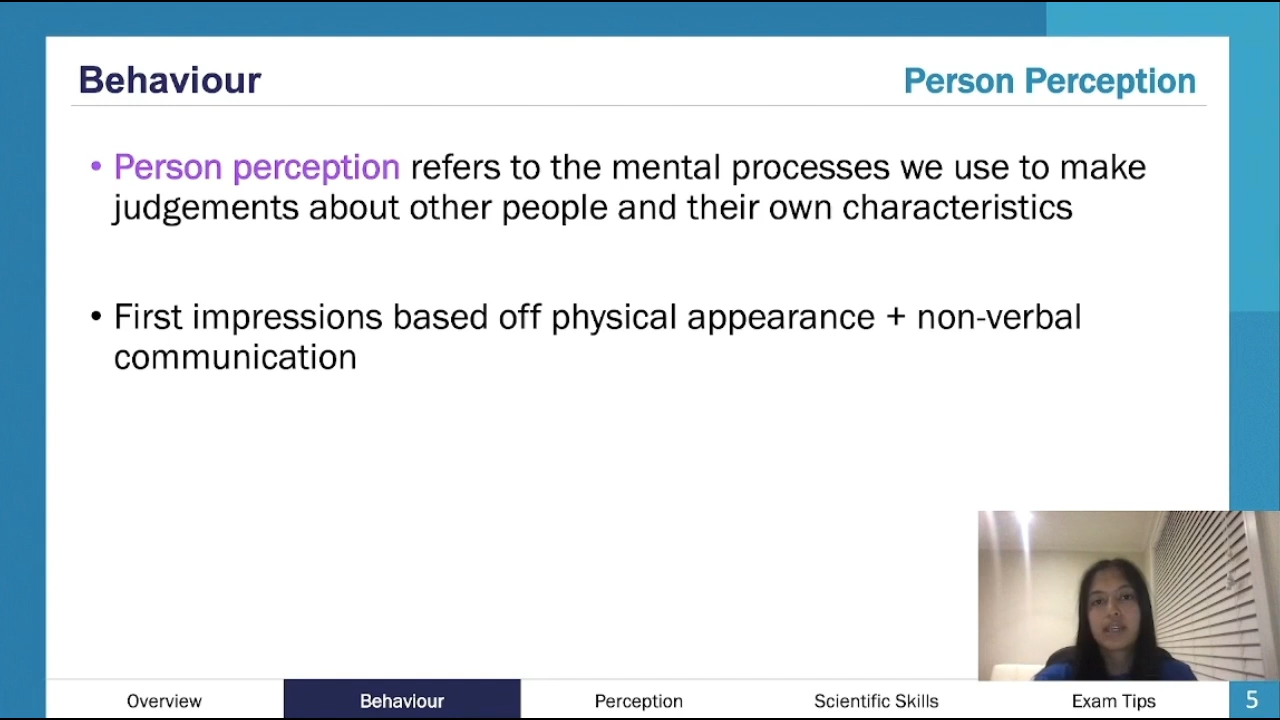 Behaviour
Person Perception
• Person perception refers to the mental processes we use to make
judgements about other people and their own characteristics
• First impressions based off physical appearance + non-verbal
communication
Overview
Behaviour
Perception
Scientific Skills
Exam Tips
5